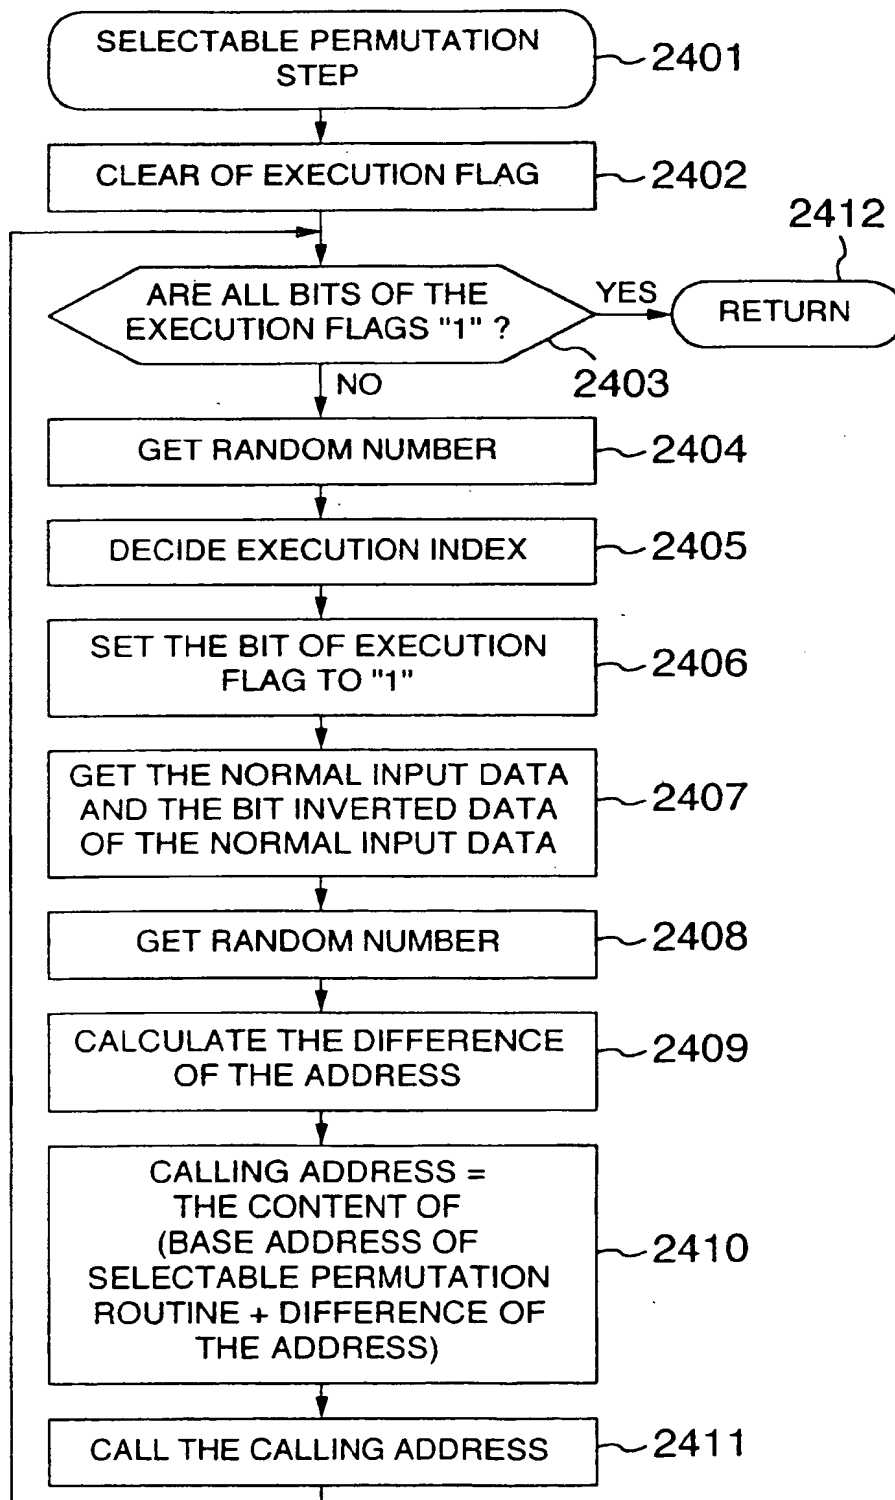 SELECTABLE PERMUTATION
STEP
2401
CLEAR OF EXECUTION FLAG
2402
2412
ARE ALL BITS OF THE
EXECUTION FLAGS "1" ?
YES
RETURN
2403
NO
GET RANDOM NUMBER
2404
DECIDE EXECUTION INDEX
2405
SET THE BIT OF EXECUTION
FLAG TO "1"
2406
GET THE NORMAL INPUT DATA
AND THE BIT INVERTED DATA
OF THE NORMAL INPUT DATA
2407
GET RANDOM NUMBER
2408
CALCULATE THE DIFFERENCE
OF THE ADDRESS
2409
CALLING ADDRESS =
THE CONTENT OF
(BASE ADDRESS OF
SELECTABLE PERMUTATION
ROUTINE + DIFFERENCE OF
THE ADDRESS)
2410
CALL THE CALLING ADDRESS
2411